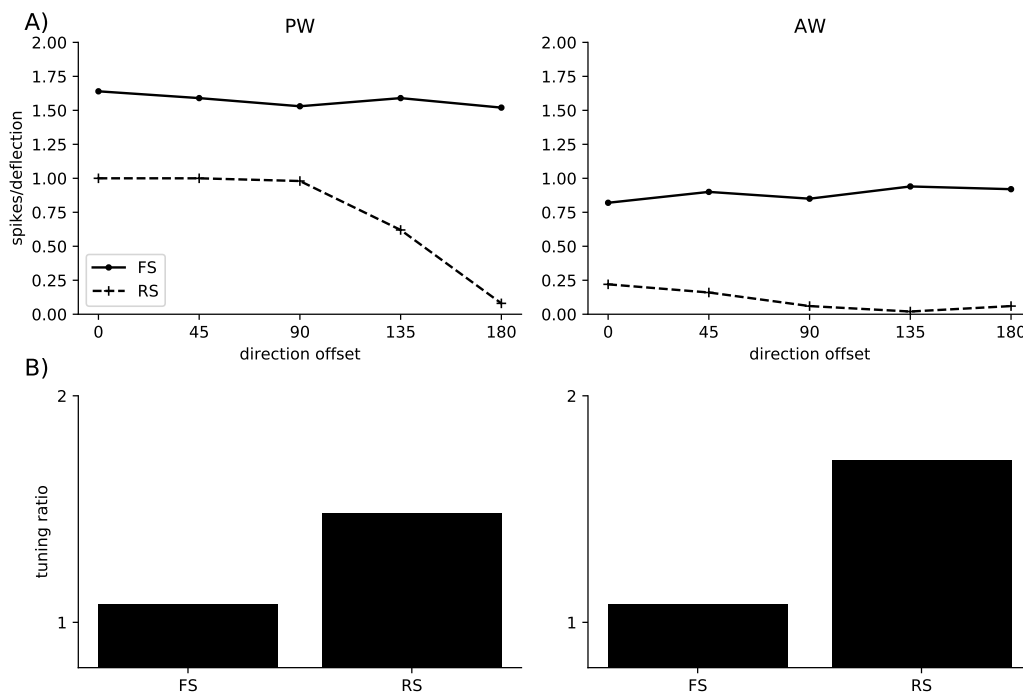 A)
PW
AW
2.00
1.75
1.50
1.25
1.00
0.75
0.50
0.25
0.00
spikes/deflection
FS
RS
0 45 90 135 180
direction offset
2.00
1.75
1.50
1.25
1.00
0.75
0.50
0.25
0.00
0 45 90 135 180
direction offset
B)
2
1
tuning ratio
FS RS
2
1
FS RS